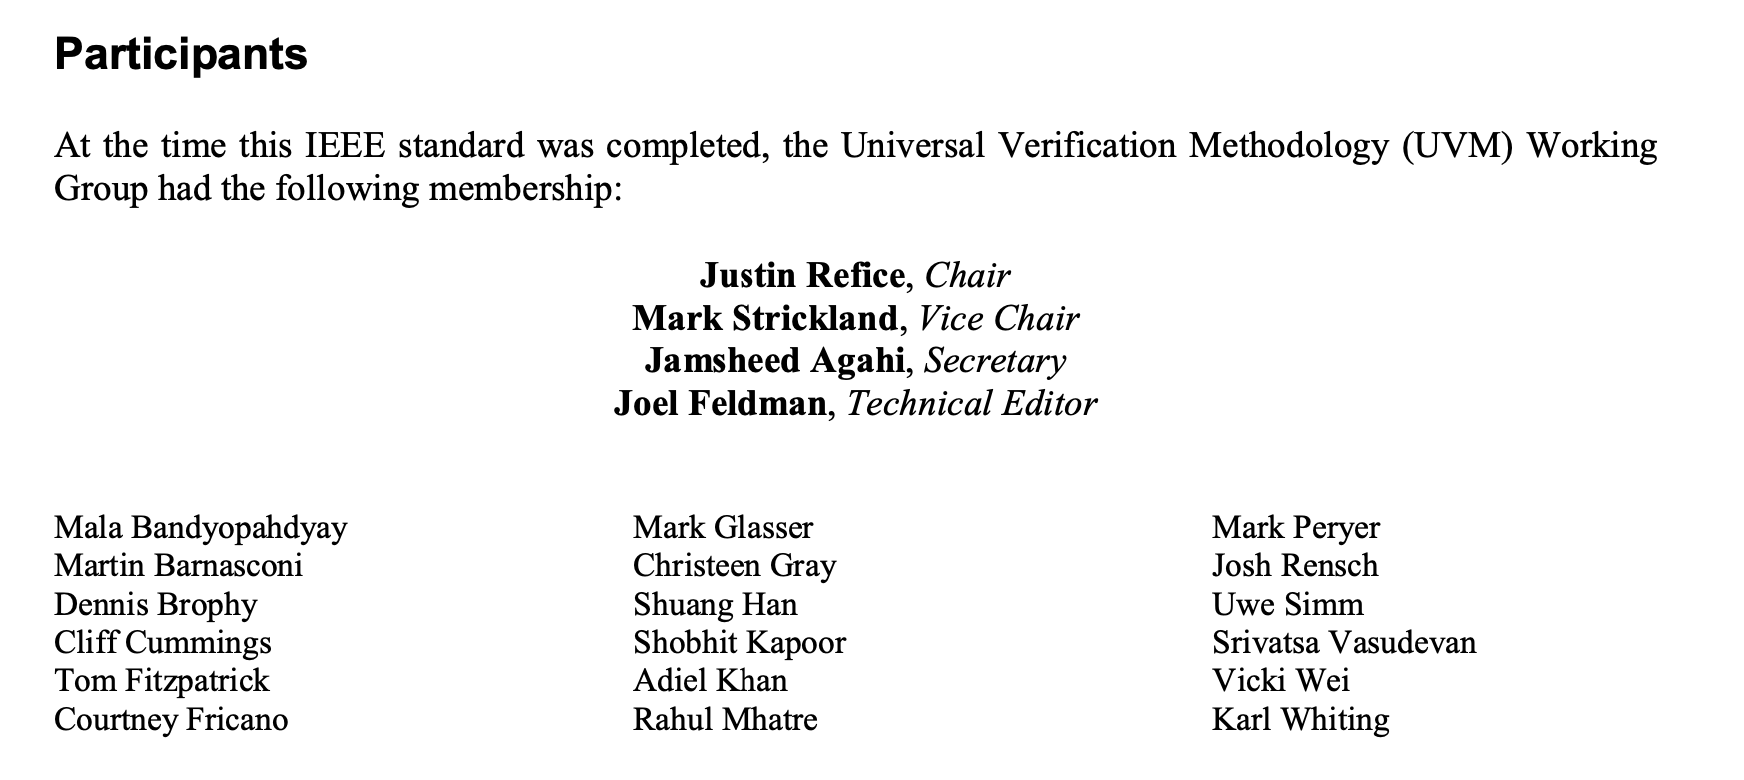 Participants
At the time this IEEE standard was completed, the Universal Verification Methodology (UVM) Working
Group had the following membership:
Justin Refice, Chair
Mark Strickland, Vice Chair
Jamsheed Agahi, Secretary
Joel Feldman, Technical Editor
Mala Bandyopahdyay
Martin Barnasconi
Dennis Brophy
Cliff Cummings
Tom Fitzpatrick
Courtney Fricano
Mark Glasser
Christeen Gray
Shuang Han
Shobhit Kapoor
Adiel Khan
Rahul Mhatre
Mark Peryer
Josh Rensch
Uwe Simm
Srivatsa Vasudevan
Vicki Wei
Karl Whiting